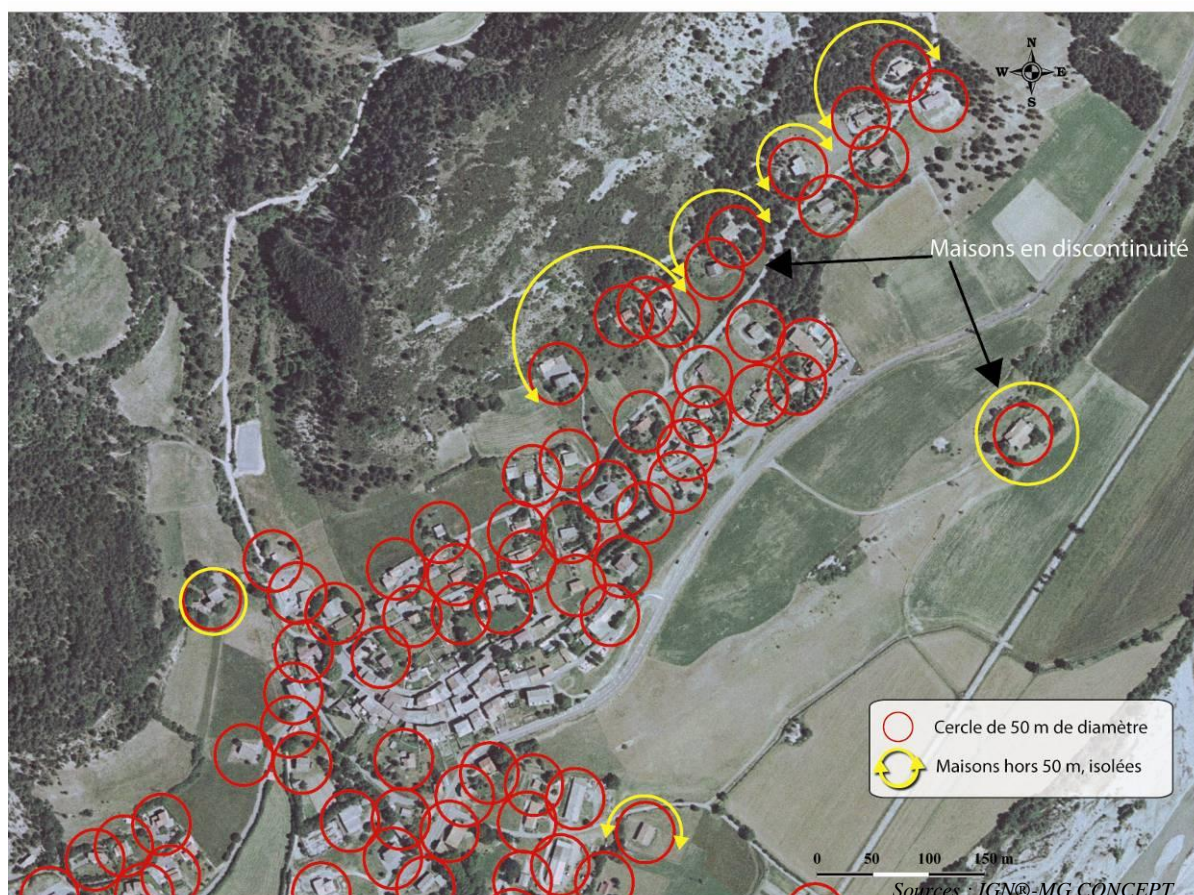 N
W E
S
Maisons en discontinuité
Cercle de 50 m de diamètre
Maisons hors 50 m, isolées
0 50 100 150 m
Sources : IGN®-MG CONCEPT